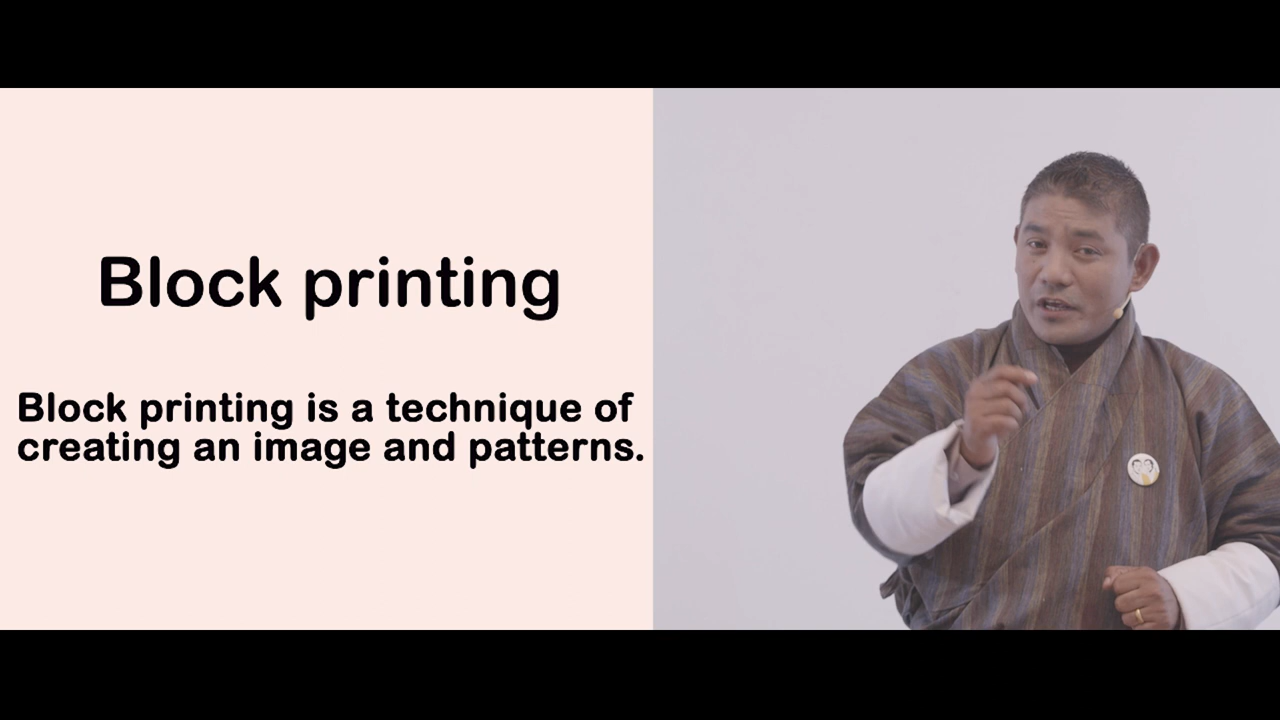 Block printing
Block printing is a technique of
creating an image and patterns.